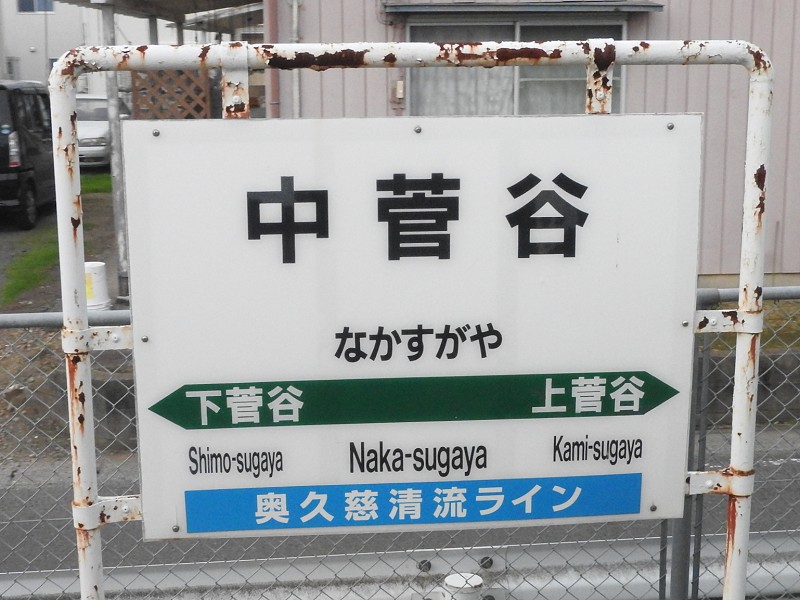 中菅谷
なかすがや
下菅谷 上菅谷
Shimo-sugaya Naka-sugaya Kami-sugaya
奥久慈清流ライン